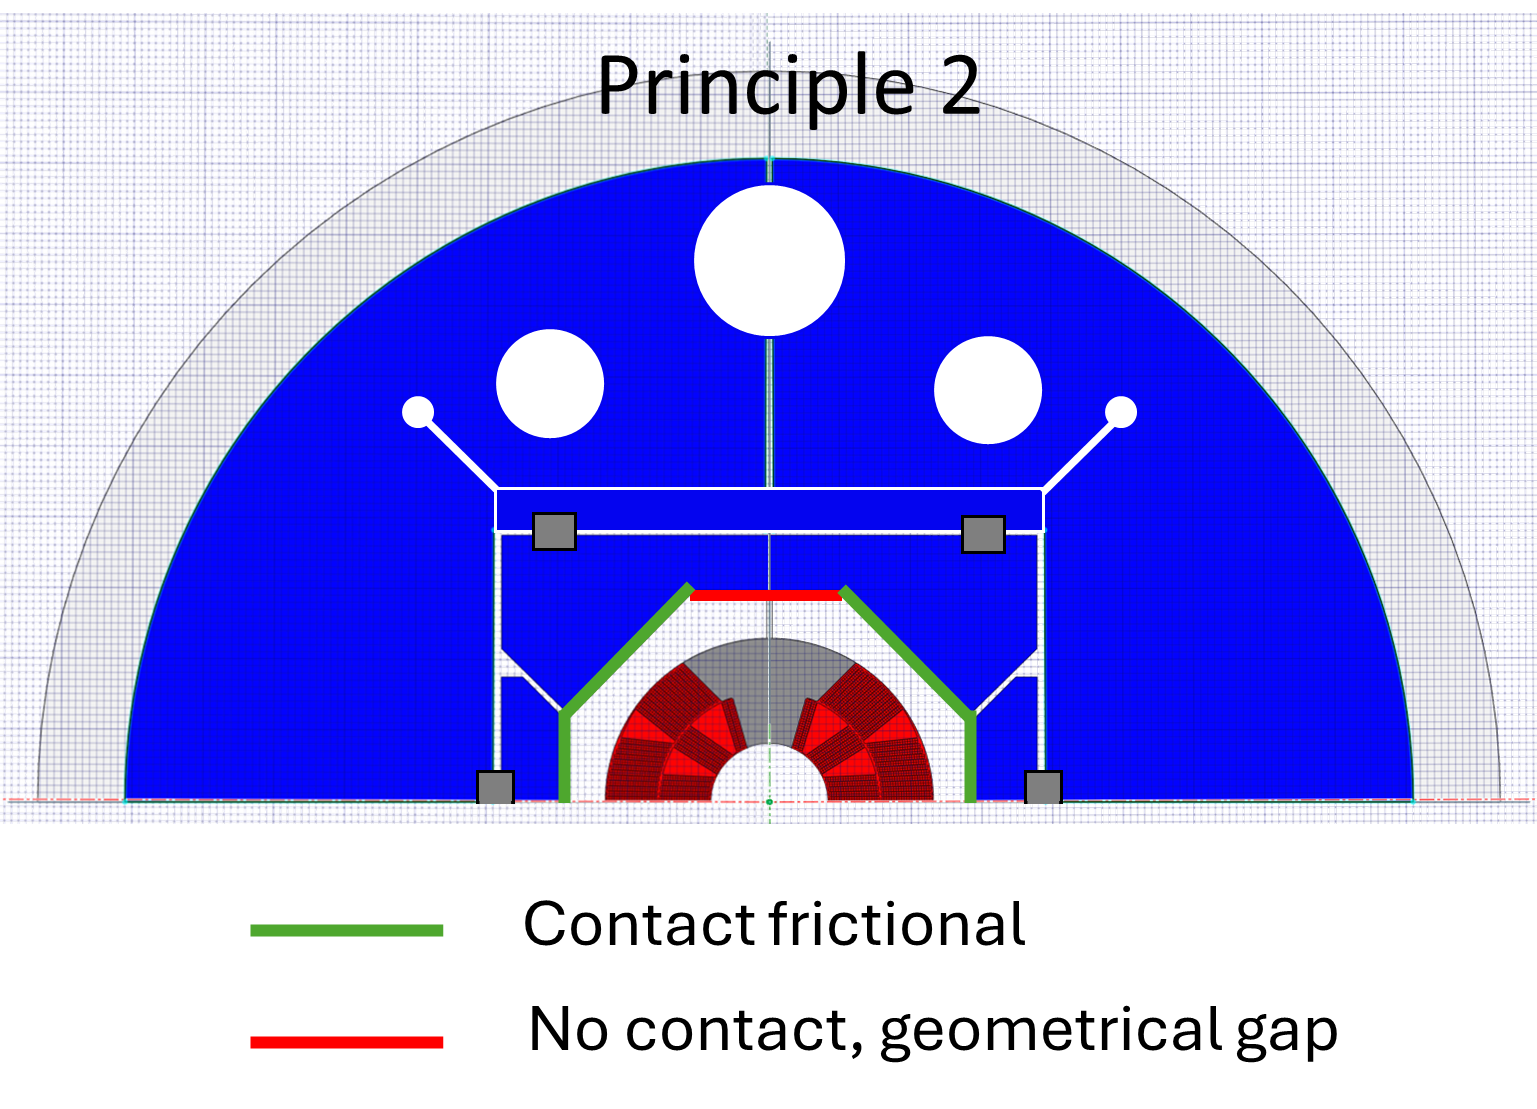 Principle 2
Contact frictional
No contact, geometrical gap